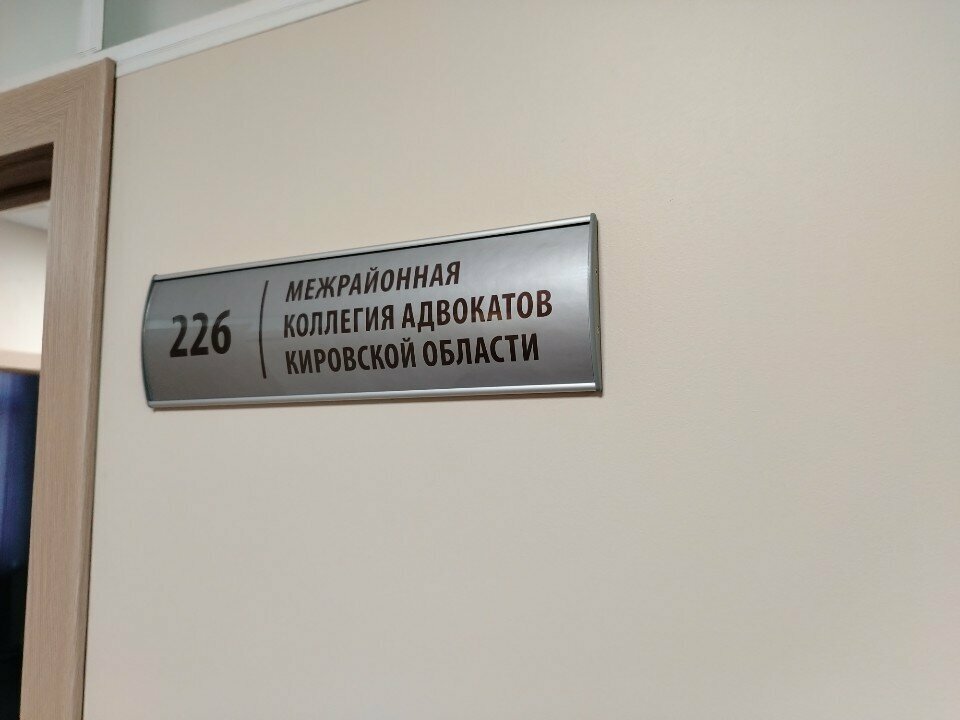 226
МЕЖРАЙОННАЯ
КОЛЛЕГИЯ АДВОКАТОВ
КИРОВСКОЙ ОБЛАСТИ